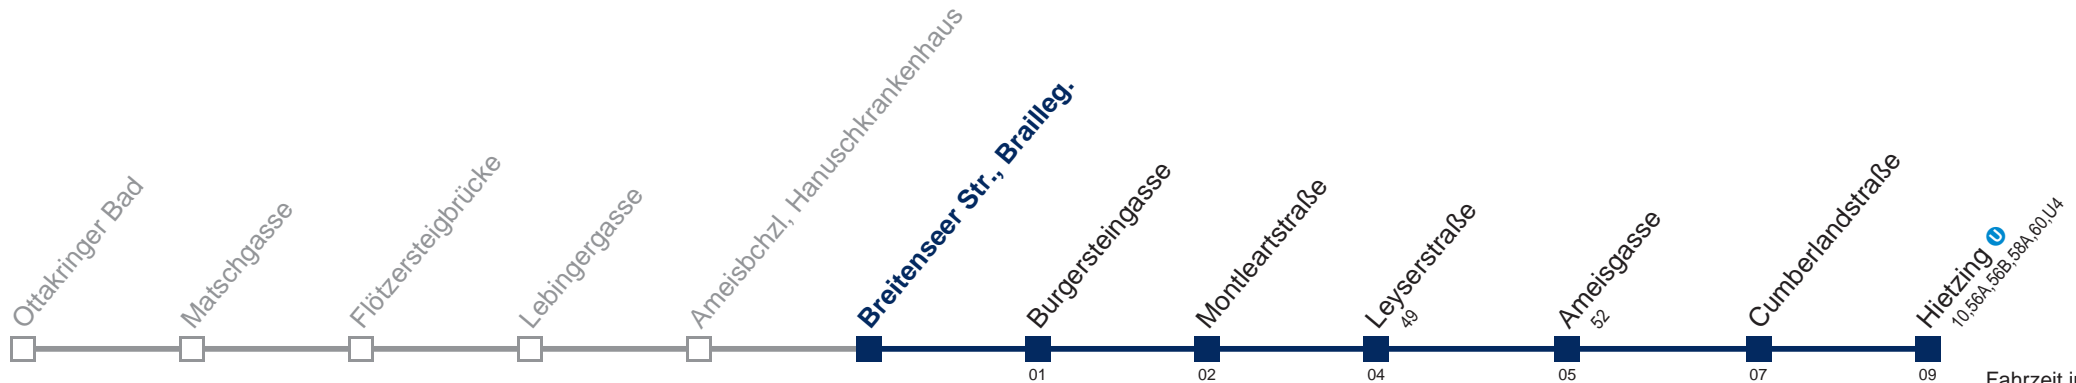 Ottakringer Bad
Matschgasse
Flötzersteigbrücke
Lebingergasse
Ameisbchzl, Hanuschkrankenhaus
Breitenseer Str., Brailleg.
Burgersteingasse
Montleartstraße
Leyserstraße
49
Ameisgasse
52
Cumberlandstraße
Hietzing U
10,56A,56B,58A,60,U4
01
02
04
05
07
09
Fahrzeit